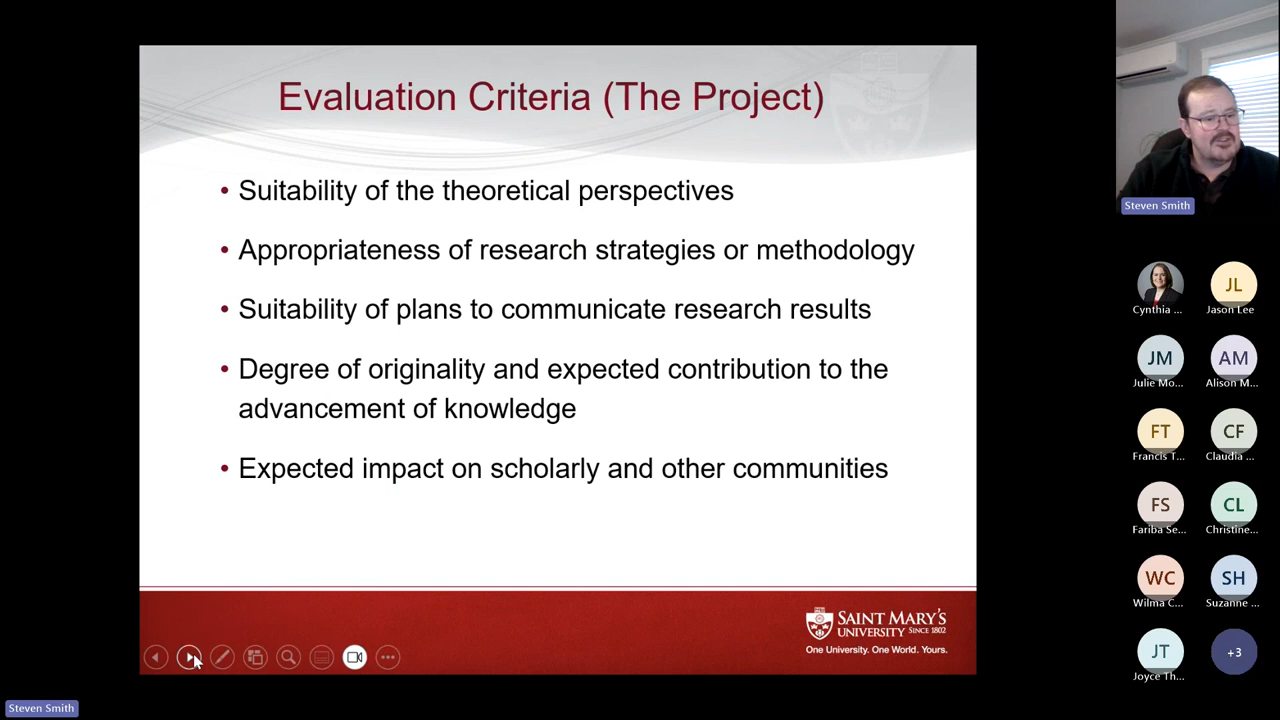 Evaluation Criteria (The Project)
• Suitability of the theoretical perspectives
• Appropriateness of research strategies or methodology
• Suitability of plans to communicate research results
• Degree of originality and expected contribution to the
advancement of knowledge
• Expected impact on scholarly and other communities
SAINT MARY'S
UNIVERSITY SINCE 1802
One University. One World. Yours.
Steven Smith
Cynthia ...
JL
Jason Lee
JM
Julie Mo...
AM
Alison M...
FT
Francis T...
CF
Claudia ...
FS
Fariba Se...
CL
Christine...
WC
Wilma C...
SH
Suzanne ...
JT
Joyce Th...
+3
Steven Smith